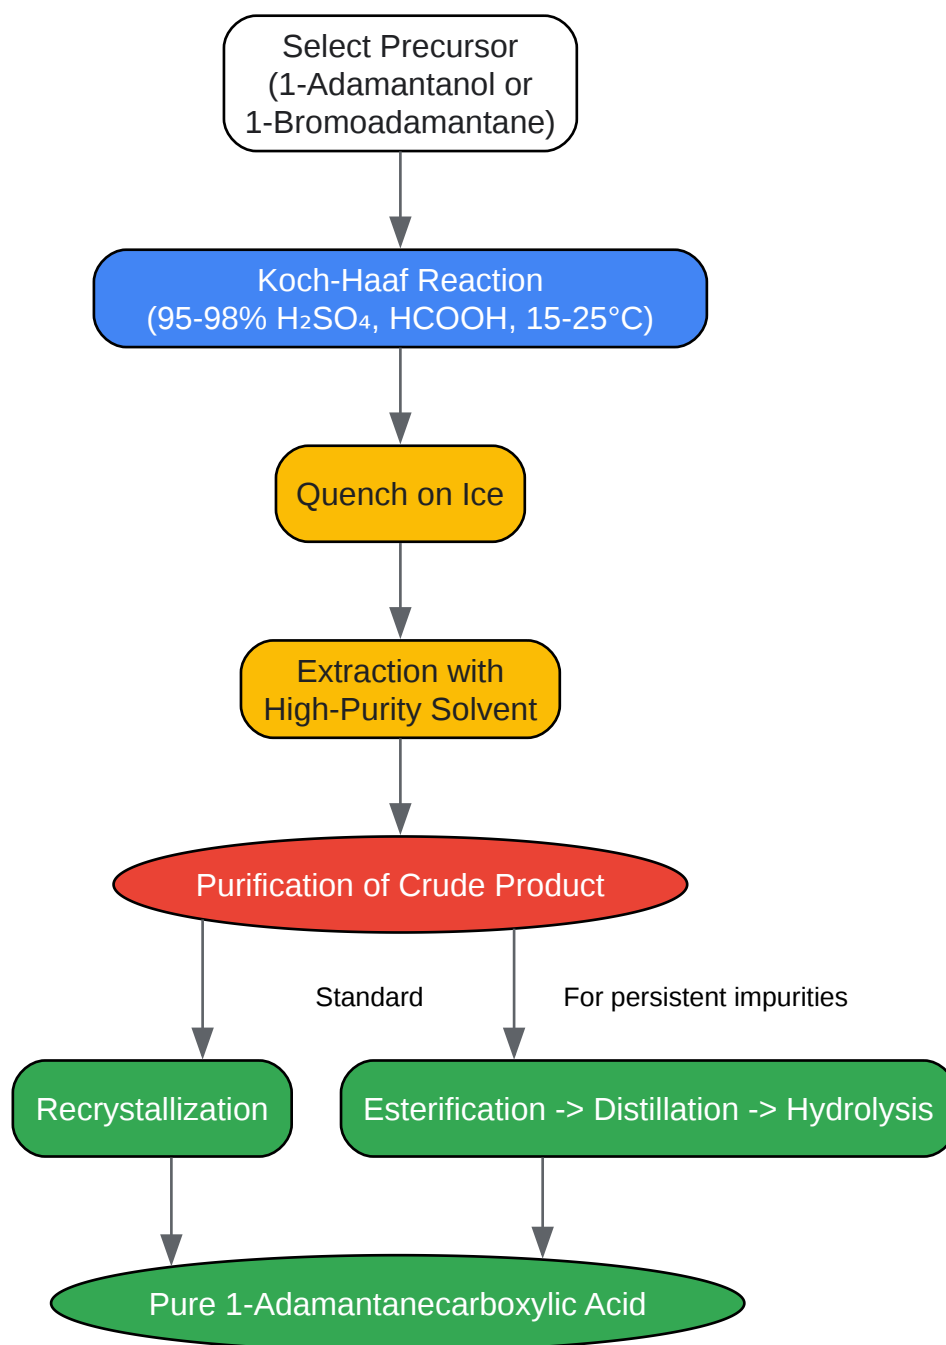 Select Precursor
(1-Adamantanol or
1-Bromoadamantane)
Koch-Haaf Reaction
(95-98% H₂SO₄, HCOOH, 15-25°C)
Quench on Ice
Extraction with
High-Purity Solvent
Purification of Crude Product
Standard
For persistent impurities
Recrystallization
Esterification -> Distillation -> Hydrolysis
Pure 1-Adamantanecarboxylic Acid